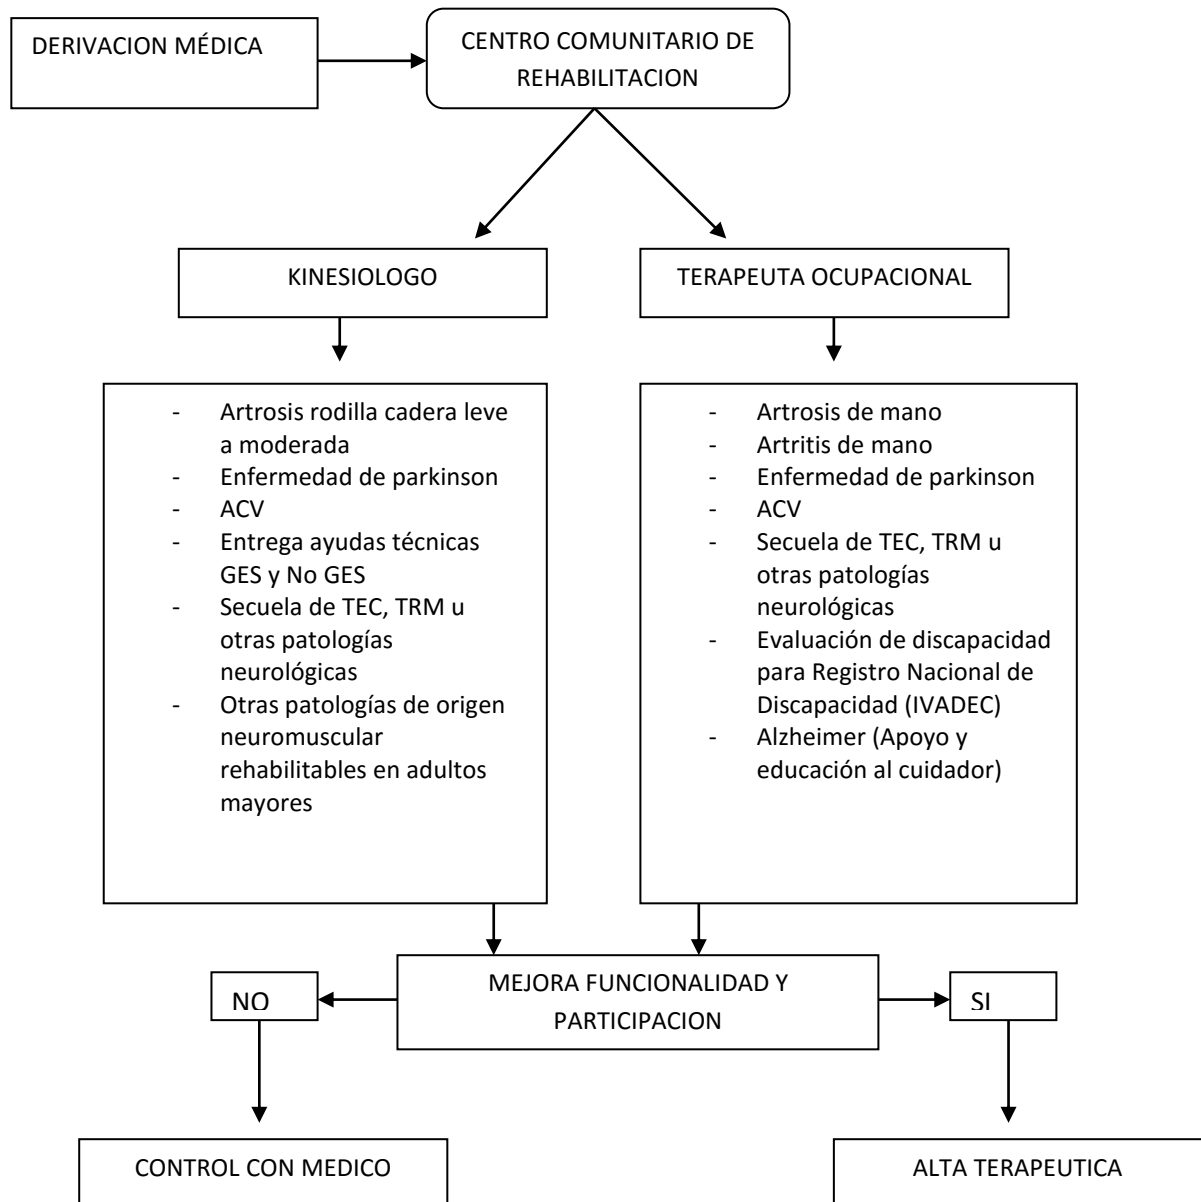 DERIVACION MÉDICA
CENTRO COMUNITARIO DE
REHABILITACION
KINESIOLOGO
TERAPEUTA OCUPACIONAL
- Artrosis rodilla cadera leve
a moderada
- Enfermedad de parkinson
- ACV
- Entrega ayudas técnicas
GES y No GES
- Secuela de TEC, TRM u
otras patologías
neurológicas
- Otras patologías de origen
neuromuscular
rehabilitables en adultos
mayores
- Artrosis de mano
- Artritis de mano
- Enfermedad de parkinson
- ACV
- Secuela de TEC, TRM u
otras patologías
neurológicas
- Evaluación de discapacidad
para Registro Nacional de
Discapacidad (IVADEC)
- Alzheimer (Apoyo y
educación al cuidador)
MEJORA FUNCIONALIDAD Y
PARTICIPACION
NO
SI
CONTROL CON MEDICO
ALTA TERAPEUTICA